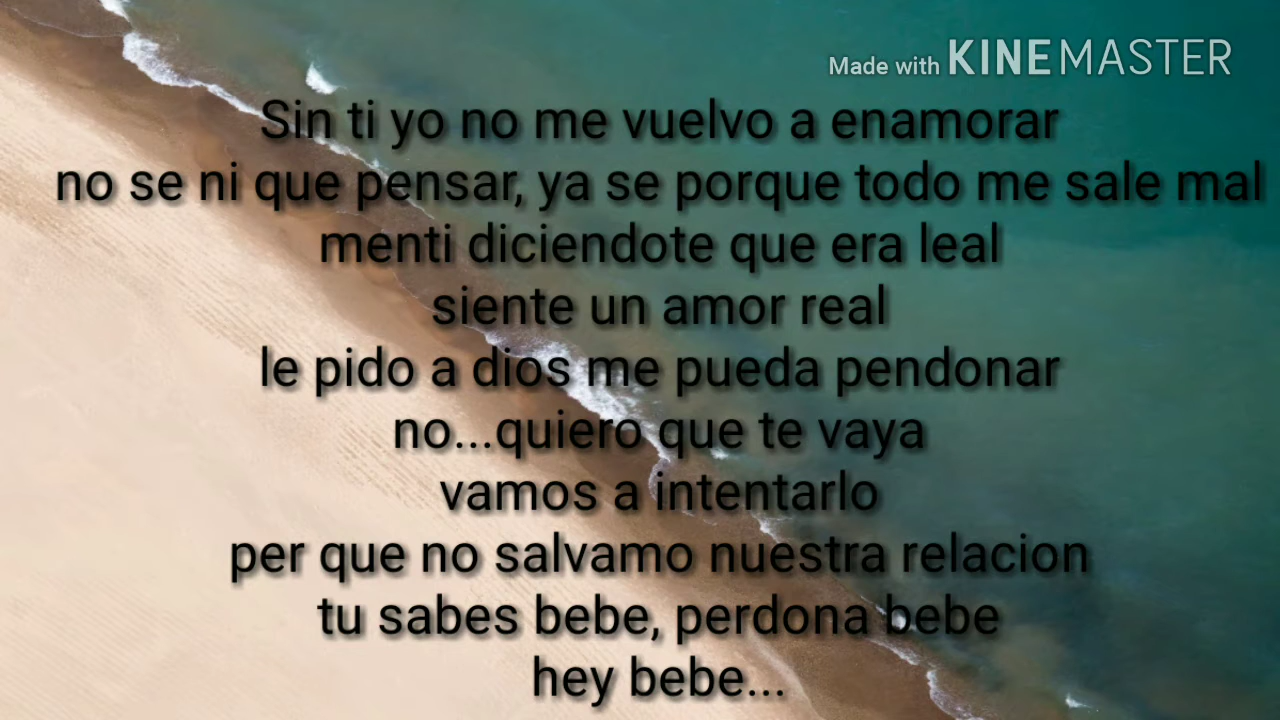 Made with KINEMASTER
Sin ti yo no me vuelvo a enamorar
no se ni que pensar, ya se porque todo me sale mal
menti diciendote que era leal
siente un amor real
le pido a dios me pueda pendonar
no...quiero que te vaya
vamos a intentarlo
per que no salvamo nuestra relacion
tu sabes bebe, perdona bebe
hey bebe...